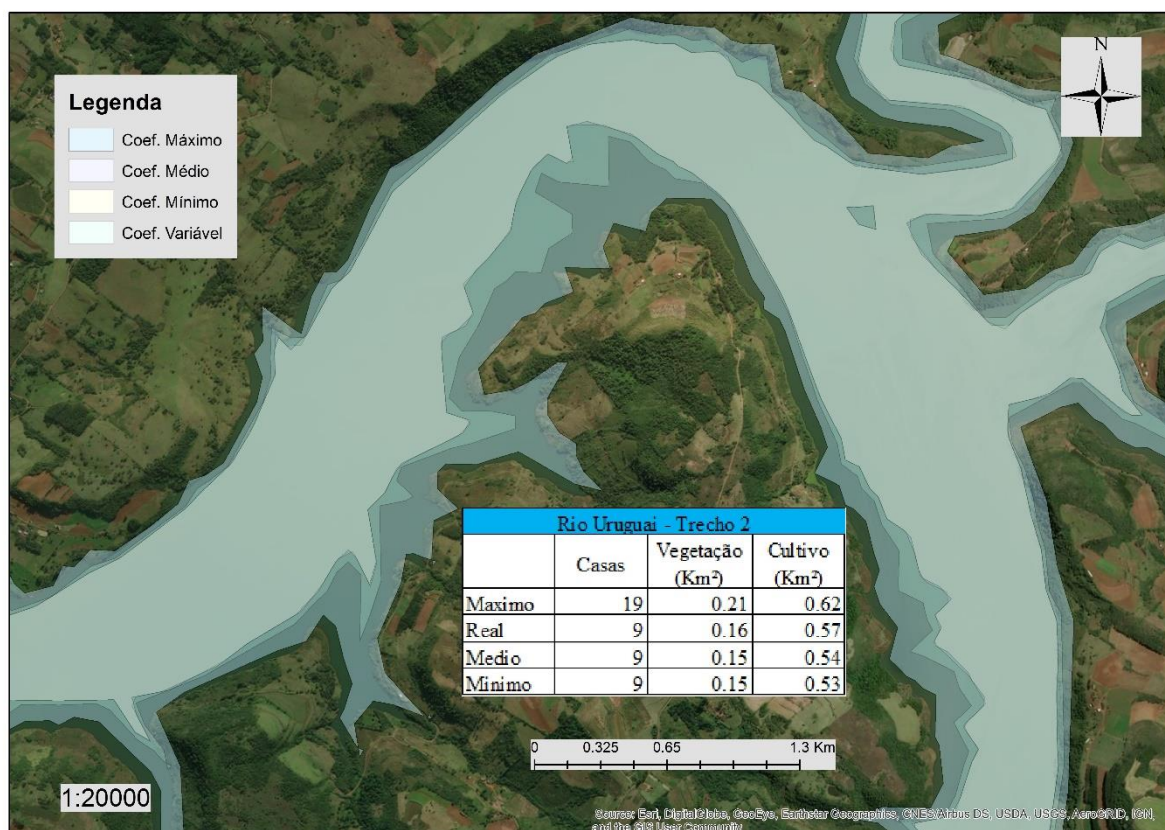 N
Legenda
Coef. Máximo
Coef. Médio
Coef. Mínimo
Coef. Variável
Rio Uruguai - Trecho 2
Casas Vegetação (Km²) Cultivo (Km²)
Maximo 19 0.21 0.62
Real 9 0.16 0.57
Medio 9 0.15 0.54
Minimo 9 0.15 0.53
0 0.325 0.65 1.3 Km
1:20000
Source: Esri, DigitalGlobe, GeoEye, Earthstar Geographics, CNES/Airbus DS, USDA, USGS, AeroGRID, IGN,
and the GIS User Community